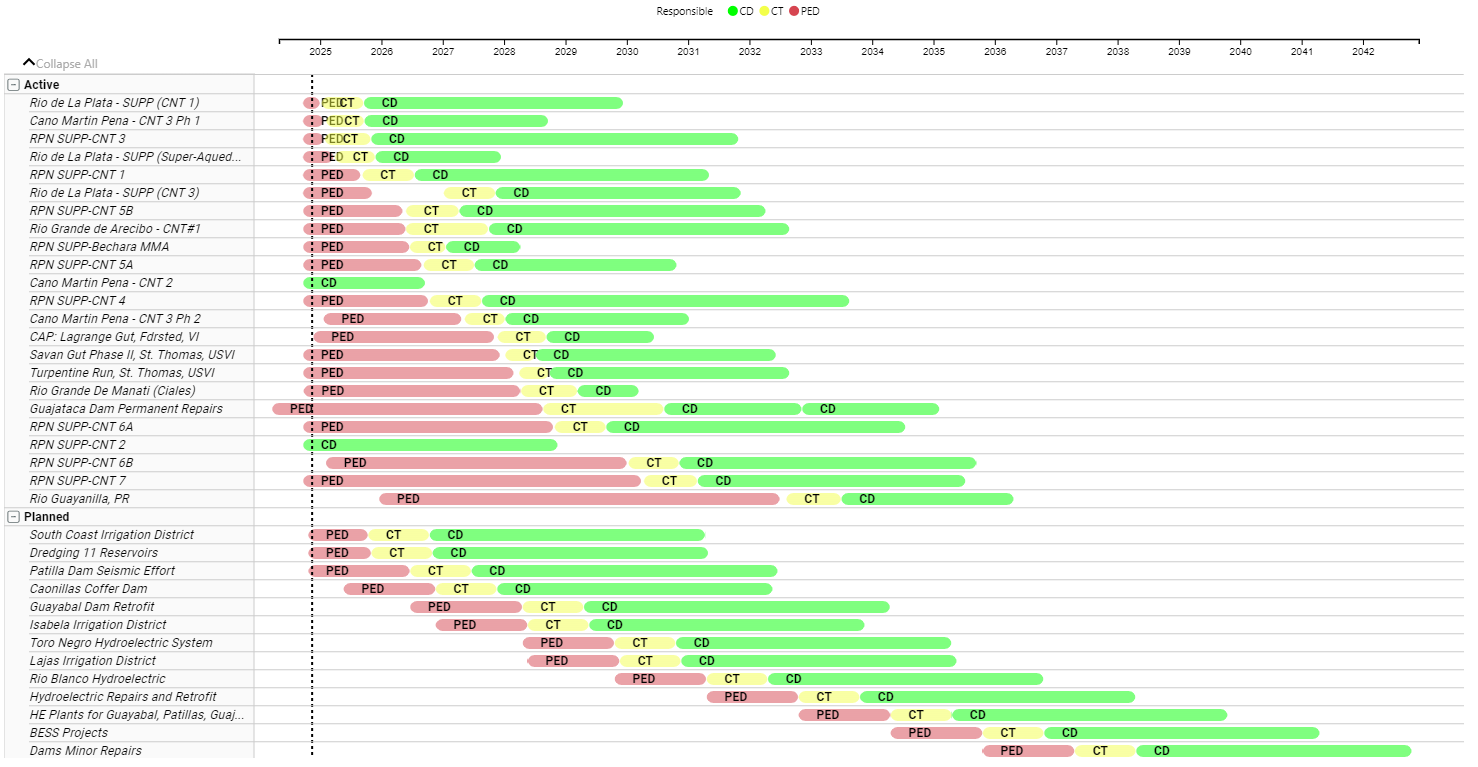 Responsible CD CT PED
2025 2026 2027 2028 2029 2030 2031 2032 2033 2034 2035 2036 2037 2038 2039 2040 2041 2042
Collapse All
Active
Rio de La Plata - SUPP (CNT 1) PED CT CD
Cano Martin Pena - CNT 3 Ph 1 PED CT CD
RPN SUPP-CNT 3 PED CT CD
Rio de La Plata - SUPP (Super-Aqued... PED CT CD
RPN SUPP-CNT 1 PED CT CD
Rio de La Plata - SUPP (CNT 3) PED CT CD
RPN SUPP-CNT 5B PED CT CD
Rio Grande de Arecibo - CNT#1 PED CT CD
RPN SUPP-Bechara MMA PED CT CD
RPN SUPP-CNT 5A PED CT CD
Cano Martin Pena - CNT 2 CD
RPN SUPP-CNT 4 PED CT CD
Cano Martin Pena - CNT 3 Ph 2 PED CT CD
CAP: Lagrange Gut, Fdrsted, VI PED CT CD
Savan Gut Phase II, St. Thomas, USVI PED CT CD
Turpentine Run, St. Thomas, USVI PED CT CD
Rio Grande De Manati (Ciales) PED CT CD
Guajataca Dam Permanent Repairs PED CT CD CD
RPN SUPP-CNT 6A PED CT CD
RPN SUPP-CNT 2 CD
RPN SUPP-CNT 6B PED CT CD
RPN SUPP-CNT 7 PED CT CD
Rio Guayanilla, PR PED CT CD
Planned
South Coast Irrigation District PED CT CD
Dredging 11 Reservoirs PED CT CD
Patilla Dam Seismic Effort PED CT CD
Caonillas Coffer Dam PED CT CD
Guayabal Dam Retrofit PED CT CD
Isabela Irrigation District PED CT CD
Toro Negro Hydroelectric System PED CT CD
Lajas Irrigation District PED CT CD
Rio Blanco Hydroelectric PED CT CD
Hydroelectric Repairs and Retrofit PED CT CD
HE Plants for Guayabal, Patillas, Guaj... PED CT CD
BESS Projects PED CT CD
Dams Minor Repairs PED CT CD